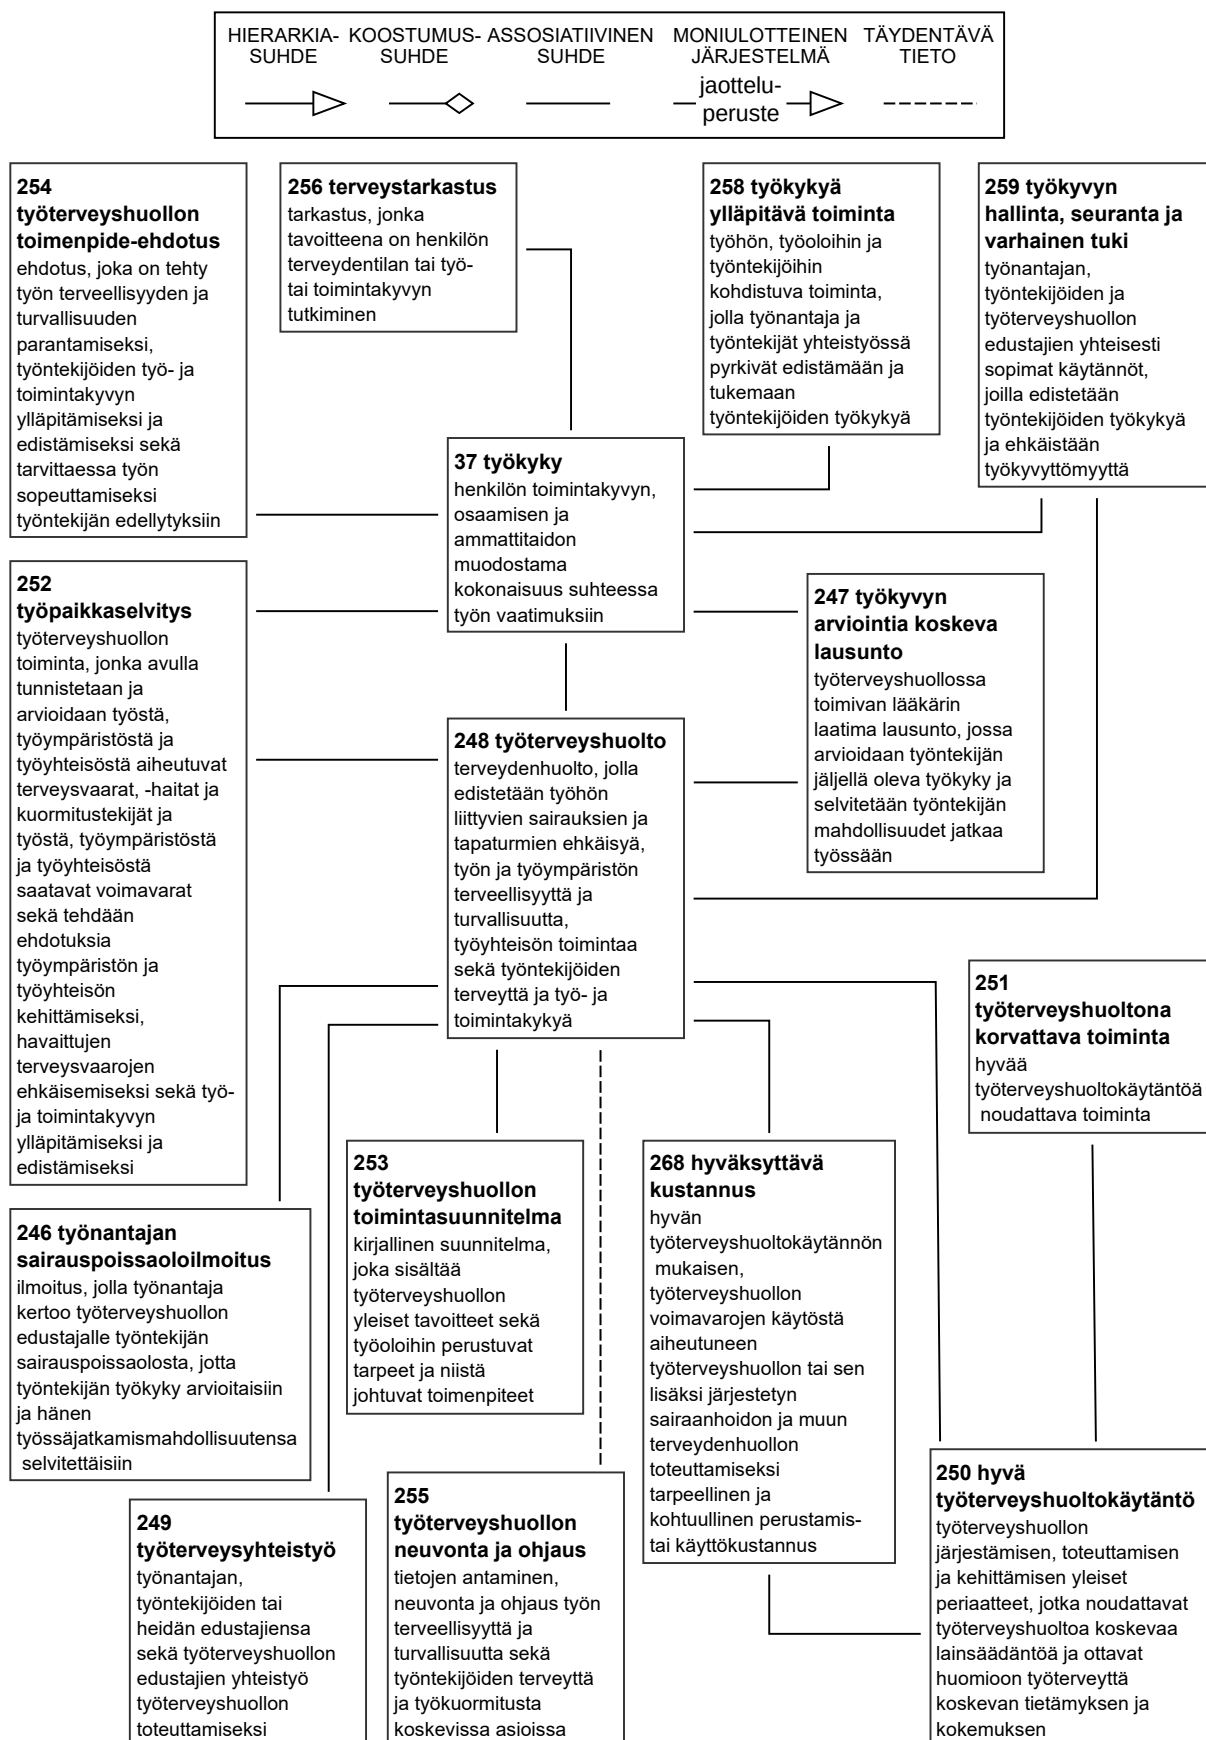 HIERARKIA-
SUHDE
KOOSTUMUS-
SUHDE
ASSOSIATIIVINEN
SUHDE
MONIULOTTEINEN
JÄRJESTELMÄ
jaottelu-
peruste
TÄYDENTÄVÄ
TIETO
254
työterveyshuollon
toimenpide-ehdotus
ehdotus, joka on tehty
työn terveellisyyden ja
turvallisuuden
parantamiseksi,
työntekijöiden työ- ja
toimintakyvyn
ylläpitämiseksi ja
edistämiseksi sekä
tarvittaessa työn
sopeuttamiseksi
työntekijän edellytyksiin
256 terveystarkastus
tarkastus, jonka
tavoitteena on henkilön
terveydentilan tai työ-
tai toimintakyvyn
tutkiminen
258 työkykyä
ylläpitävä toiminta
työhön, työoloihin ja
työntekijöihin
kohdistuva toiminta,
jolla työnantaja ja
työntekijät yhteistyössä
pyrkivät edistämään ja
tukemaan
työntekijöiden työkykyä
259 työkyvyn
hallinta, seuranta ja
varhainen tuki
työnantajan,
työntekijöiden ja
työterveyshuollon
edustajien yhteisesti
sopimat käytännöt,
joilla edistetään
työntekijöiden työkykyä
ja ehkäistään
työkyvyttömyyttä
37 työkyky
henkilön toimintakyvyn,
osaamisen ja
ammattitaidon
muodostama
kokonaisuus suhteessa
työn vaatimuksiin
252
työpaikkaselvitys
työterveyshuollon
toiminta, jonka avulla
tunnistetaan ja
arvioidaan työstä,
työympäristöstä ja
työyhteisöstä aiheutuvat
terveysvaarat, -haitat ja
kuormitustekijät ja
työstä, työympäristöstä
ja työyhteisöstä
saatavat voimavarat
sekä tehdään
ehdotuksia
työympäristön ja
työyhteisön
kehittämiseksi,
havaittujen
terveysvaarojen
ehkäisemiseksi sekä työ-
ja toimintakyvyn
ylläpitämiseksi ja
edistämiseksi
247 työkyvyn
arviointia koskeva
lausunto
työterveyshuollossa
toimivan lääkärin
laatima lausunto, jossa
arvioidaan työntekijän
jäljellä oleva työkyky ja
selvitetään työntekijän
mahdollisuudet jatkaa
työssään
248 työterveyshuolto
terveydenhuolto, jolla
edistetään työhön
liittyvien sairauksien ja
tapaturmien ehkäisyä,
työn ja työympäristön
terveellisyyttä ja
turvallisuutta,
työyhteisön toimintaa
sekä työntekijöiden
terveyttä ja työ- ja
toimintakykyä
251
työterveyshuoltona
korvattava toiminta
hyvää
työterveyshuoltokäytäntöä
noudattava toiminta
246 työnantajan
sairauspoissaoloilmoitus
ilmoitus, jolla työnantaja
kertoo työterveyshuollon
edustajalle työntekijän
sairauspoissaolosta, jotta
työntekijän työkyky arvioitaisiin
ja hänen
työssäjatkamismahdollisuutensa
selvitettäisiin
253
työterveyshuollon
toimintasuunnitelma
kirjallinen suunnitelma,
joka sisältää
työterveyshuollon
yleiset tavoitteet sekä
työoloihin perustuvat
tarpeet ja niistä
johtuvat toimenpiteet
268 hyväksyttävä
kustannus
hyvän
työterveyshuoltokäytännön
mukaisen,
työterveyshuollon
voimavarojen käytöstä
aiheutuneen
työterveyshuollon tai sen
lisäksi järjestetyn
sairaanhoidon ja muun
terveydenhuollon
toteuttamiseksi
tarpeellinen ja
kohtuullinen perustamis-
tai käyttökustannus
249
työterveysyhteistyö
työnantajan,
työntekijöiden tai
heidän edustajiensa
sekä työterveyshuollon
edustajien yhteistyö
työterveyshuollon
toteuttamiseksi
255
työterveyshuollon
neuvonta ja ohjaus
tietojen antaminen,
neuvonta ja ohjaus työn
terveellisyyttä ja
turvallisuutta sekä
työntekijöiden terveyttä
ja työkuormitusta
koskevissa asioissa
250 hyvä
työterveyshuoltokäytäntö
työterveyshuollon
järjestämisen, toteuttamisen
ja kehittämisen yleiset
periaatteet, jotka noudattavat
työterveyshuoltoa koskevaa
lainsäädäntöä ja ottavat
huomioon työterveyttä
koskevan tietämyksen ja
kokemuksen